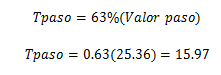 Tpaso = 63%(Valor paso)
Tpaso = 0.63(25.36) = 15.97